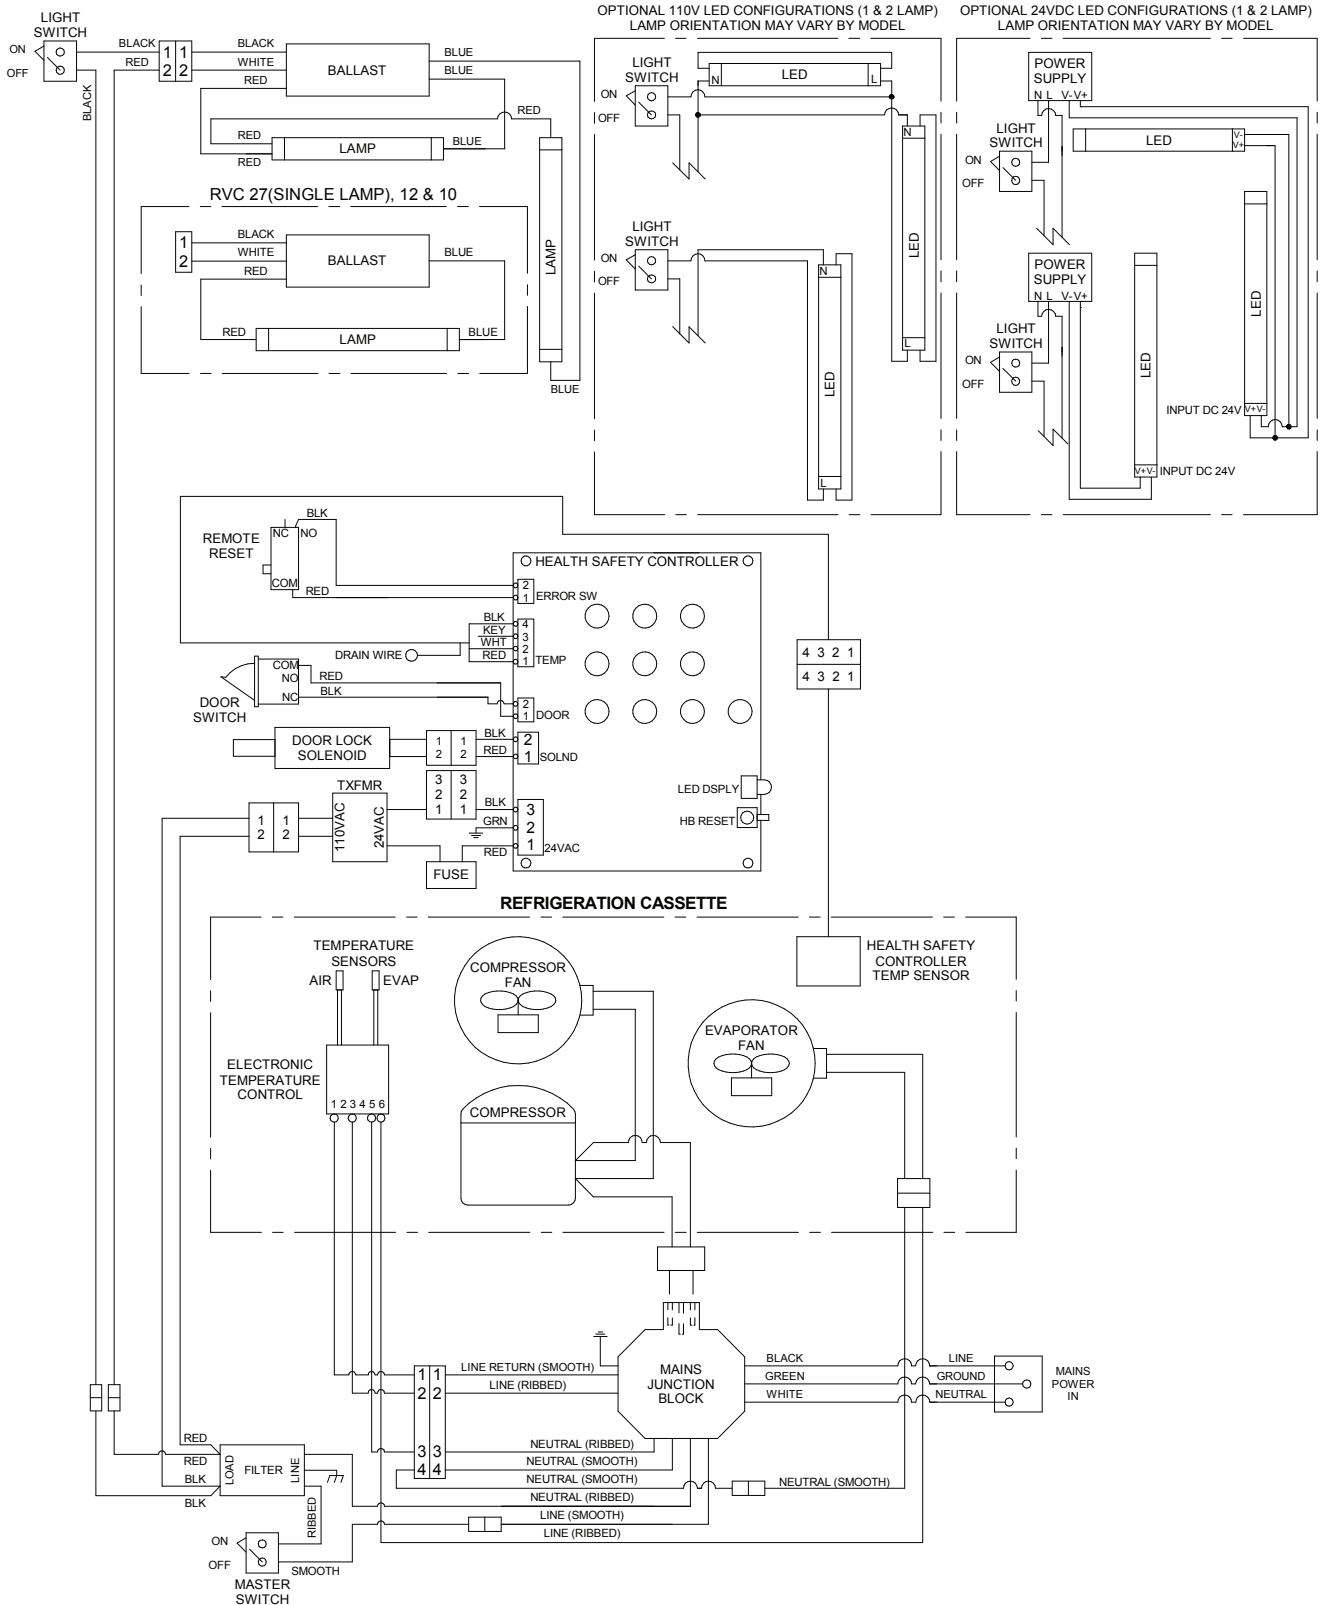 LIGHT
SWITCH
ON
OFF
BLACK
RED
BLACK
1 1
2 2
BLACK
WHITE
RED
BALLAST
BLUE
BLUE
RED
RED
RED
LAMP
BLUE
LAMP
BLUE
RVC 27(SINGLE LAMP), 12 & 10
1
2
BLACK
WHITE
RED
BALLAST
BLUE
RED
LAMP
BLUE
OPTIONAL 110V LED CONFIGURATIONS (1 & 2 LAMP)
LAMP ORIENTATION MAY VARY BY MODEL
LIGHT
SWITCH
ON
OFF
N
LED
L
N
LED
L
LIGHT
SWITCH
ON
OFF
N
LED
L
OPTIONAL 24VDC LED CONFIGURATIONS (1 & 2 LAMP)
LAMP ORIENTATION MAY VARY BY MODEL
POWER
SUPPLY
N L V- V+
LIGHT
SWITCH
ON
OFF
LED
V-
V+
LED
INPUT DC 24V
V+V-
POWER
SUPPLY
N L V- V+
LIGHT
SWITCH
ON
OFF
LED
V+V-
INPUT DC 24V
REMOTE
RESET
NC
NO
COM
BLK
RED
HEALTH SAFETY CONTROLLER
2
1
ERROR SW
BLK
KEY
WHT
RED
4
3
2
1
TEMP
DRAIN WIRE
DOOR
SWITCH
COM
NO
NC
RED
BLK
2
1
DOOR
DOOR LOCK
SOLENOID
1 1
2 2
BLK
RED
2
1
SOLND
TXFMR
110VAC
24VAC
1 1
2 2
3 3
2 2
1 1
BLK
GRN
RED
3
2
1
24VAC
FUSE
LED DSPLY
HB RESET
4 3 2 1
4 3 2 1
REFRIGERATION CASSETTE
TEMPERATURE
SENSORS
AIR
EVAP
ELECTRONIC
TEMPERATURE
CONTROL
1 2 3 4 5 6
COMPRESSOR
FAN
COMPRESSOR
EVAPORATOR
FAN
HEALTH SAFETY
CONTROLLER
TEMP SENSOR
1 1
2 2
3 3
4 4
LINE RETURN (SMOOTH)
LINE (RIBBED)
NEUTRAL (RIBBED)
NEUTRAL (SMOOTH)
NEUTRAL (SMOOTH)
NEUTRAL (RIBBED)
LINE (SMOOTH)
LINE (RIBBED)
NEUTRAL (SMOOTH)
MAINS
JUNCTION
BLOCK
BLACK
GREEN
WHITE
LINE
GROUND
NEUTRAL
MAINS
POWER
IN
RED
RED
BLK
BLK
LOAD
FILTER
LINE
RIBBED
ON
OFF
SMOOTH
MASTER
SWITCH